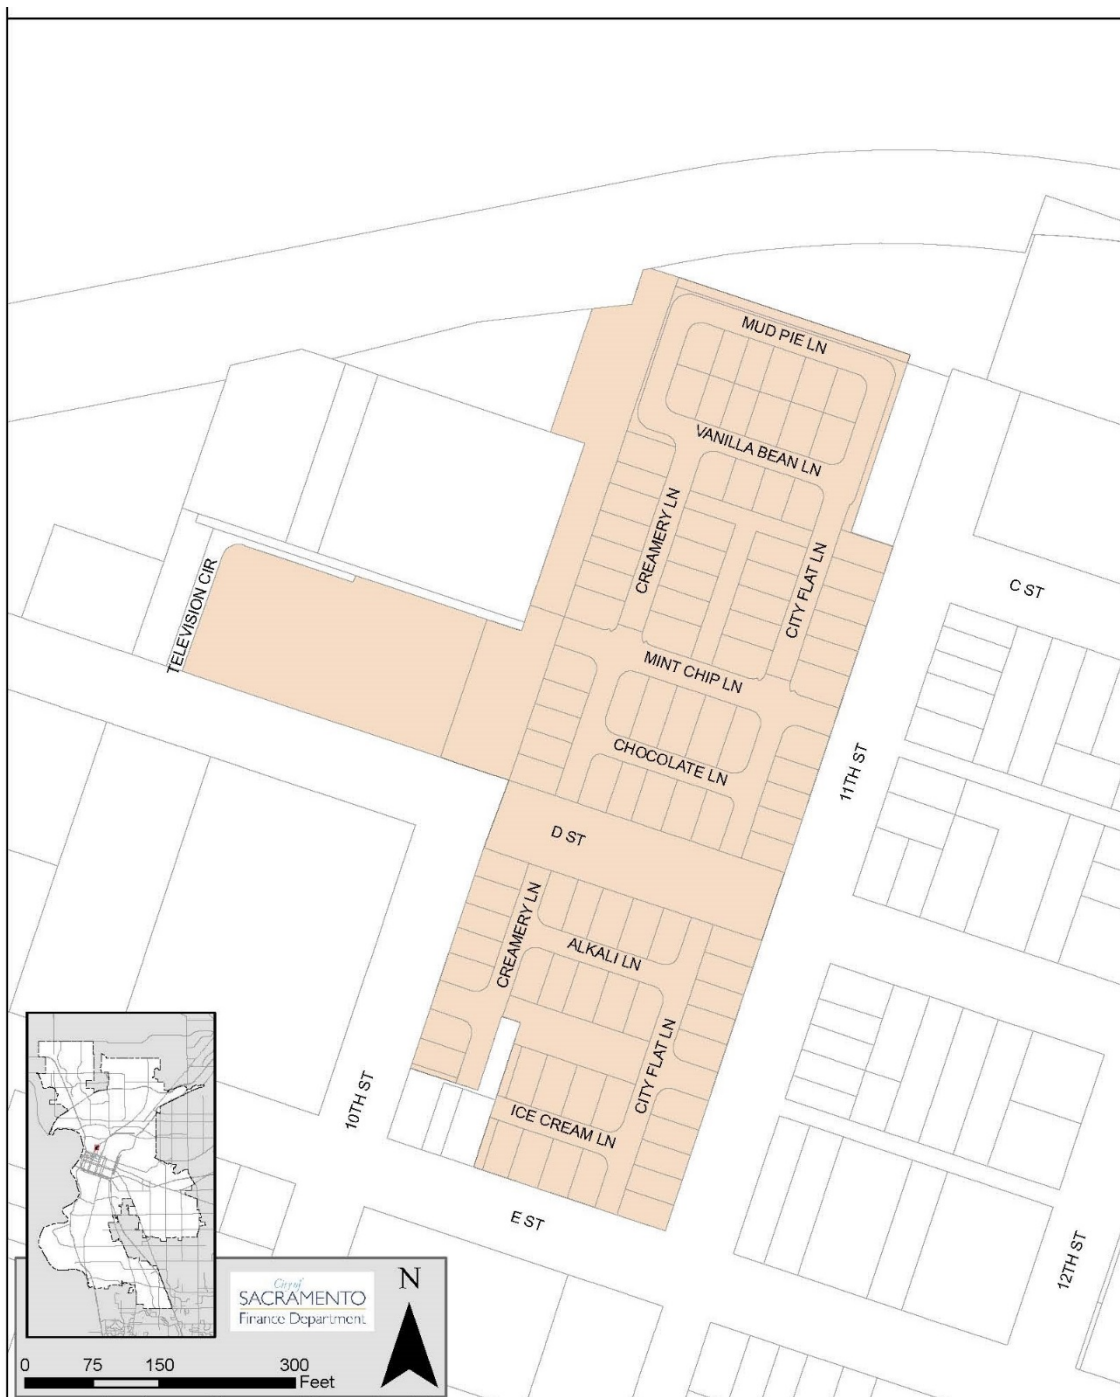 MUD PIE LN
VANILLA BEAN LN
CREAMERY LN
CITY FLAT LN
C ST
TELEVISION CIR
MINT CHIP LN
CHOCOLATE LN
11TH ST
D ST
CREAMERY LN
ALKALI LN
CITY FLAT LN
10TH ST
ICE CREAM LN
E ST
12TH ST
City of
SACRAMENTO
Finance Department
N
0 75 150 300
Feet